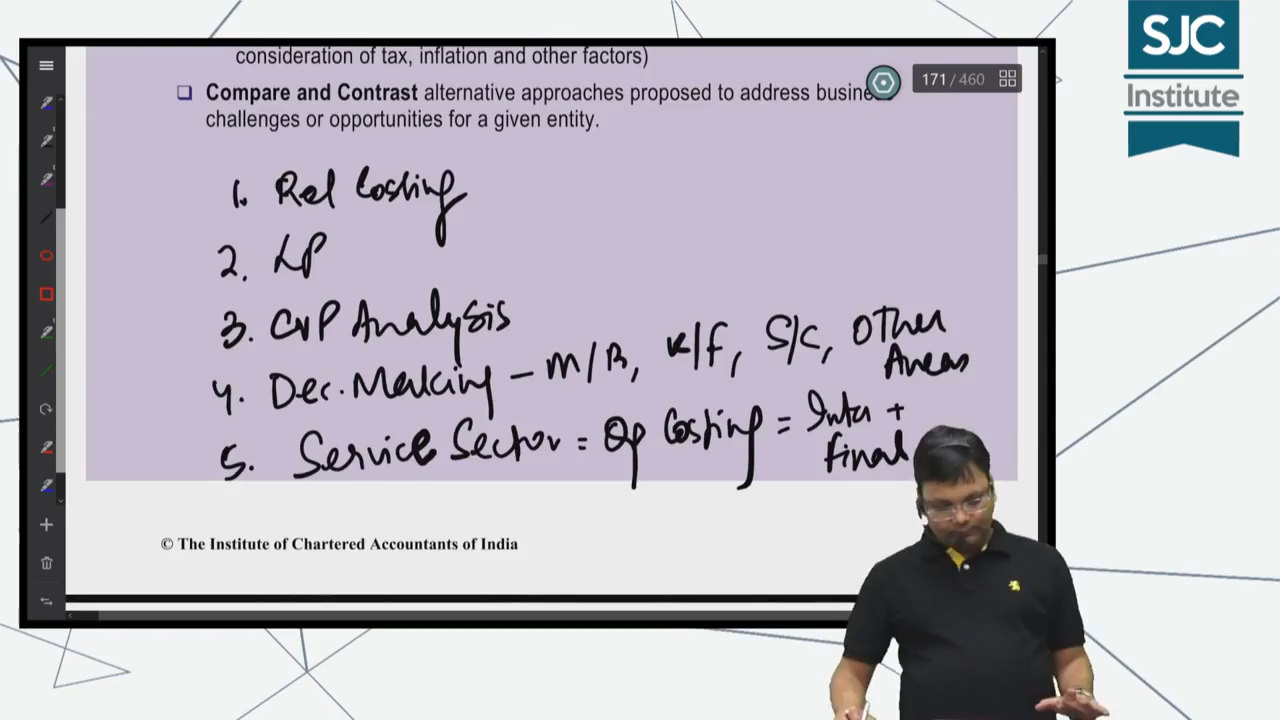 consideration of tax, inflation and other factors)
Compare and Contrast alternative approaches proposed to address busine
challenges or opportunities for a given entity.
171 / 460
SJC
Institute
1. Rel Costing
2. LP
3. CVP Analysis
4. Dec. Making - M/B, K/F, S/C, Other Areas
5. Service Sector = Op Costing = Inter + Final
© The Institute of Chartered Accountants of India